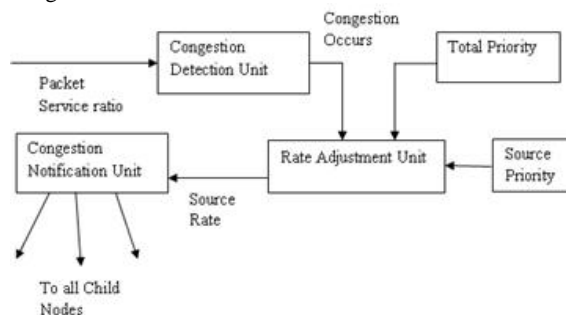 Congestion
Occurs
Congestion
Detection Unit
Total Priority
Packet
Service ratio
Congestion
Notification Unit
Rate Adjustment Unit
Source
Priority
Source
Rate
To all Child
Nodes